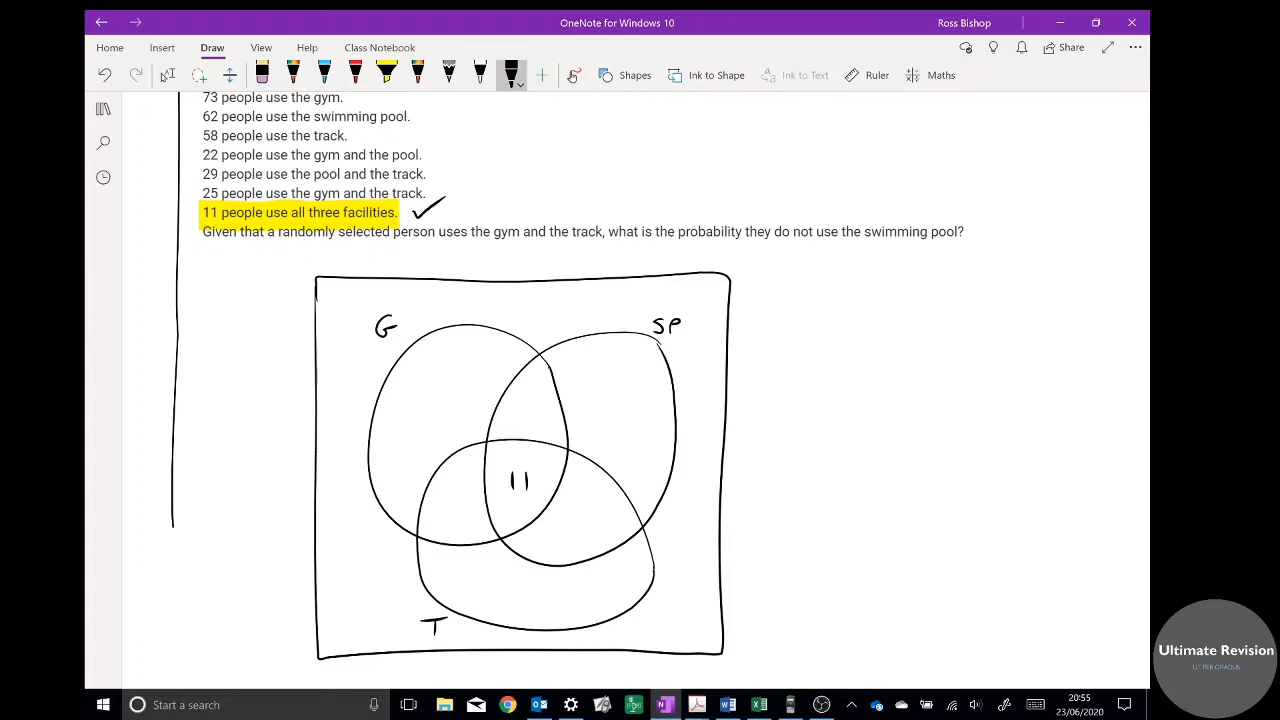 OneNote for Windows 10
Ross Bishop
Home Insert Draw View Help Class Notebook
Share
Shapes Ink to Shape Ink to Text Ruler Maths
73 people use the gym.
62 people use the swimming pool.
58 people use the track.
22 people use the gym and the pool.
29 people use the pool and the track.
25 people use the gym and the track.
11 people use all three facilities.
Given that a randomly selected person uses the gym and the track, what is the probability they do not use the swimming pool?
G
SP
11
T
Ultimate Revision
UT PER GRADUS
Start a search
20:55
23/06/2020